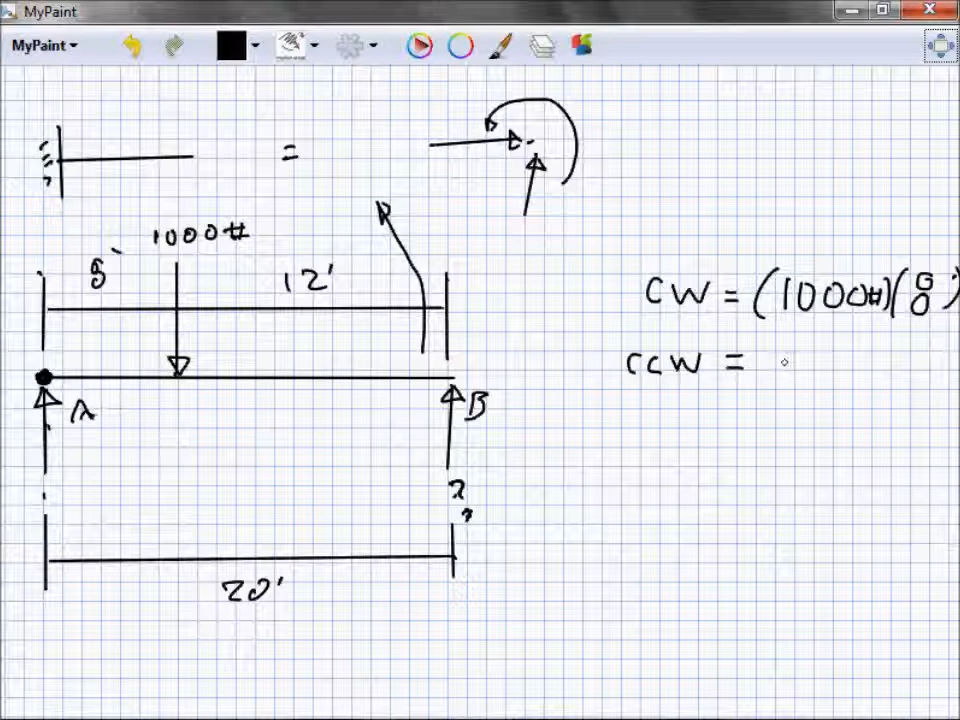 MyPaint
MyPaint
=
1000#
8'
12'
CW = (1000#)(8')
CCW =
A
B
?
20'